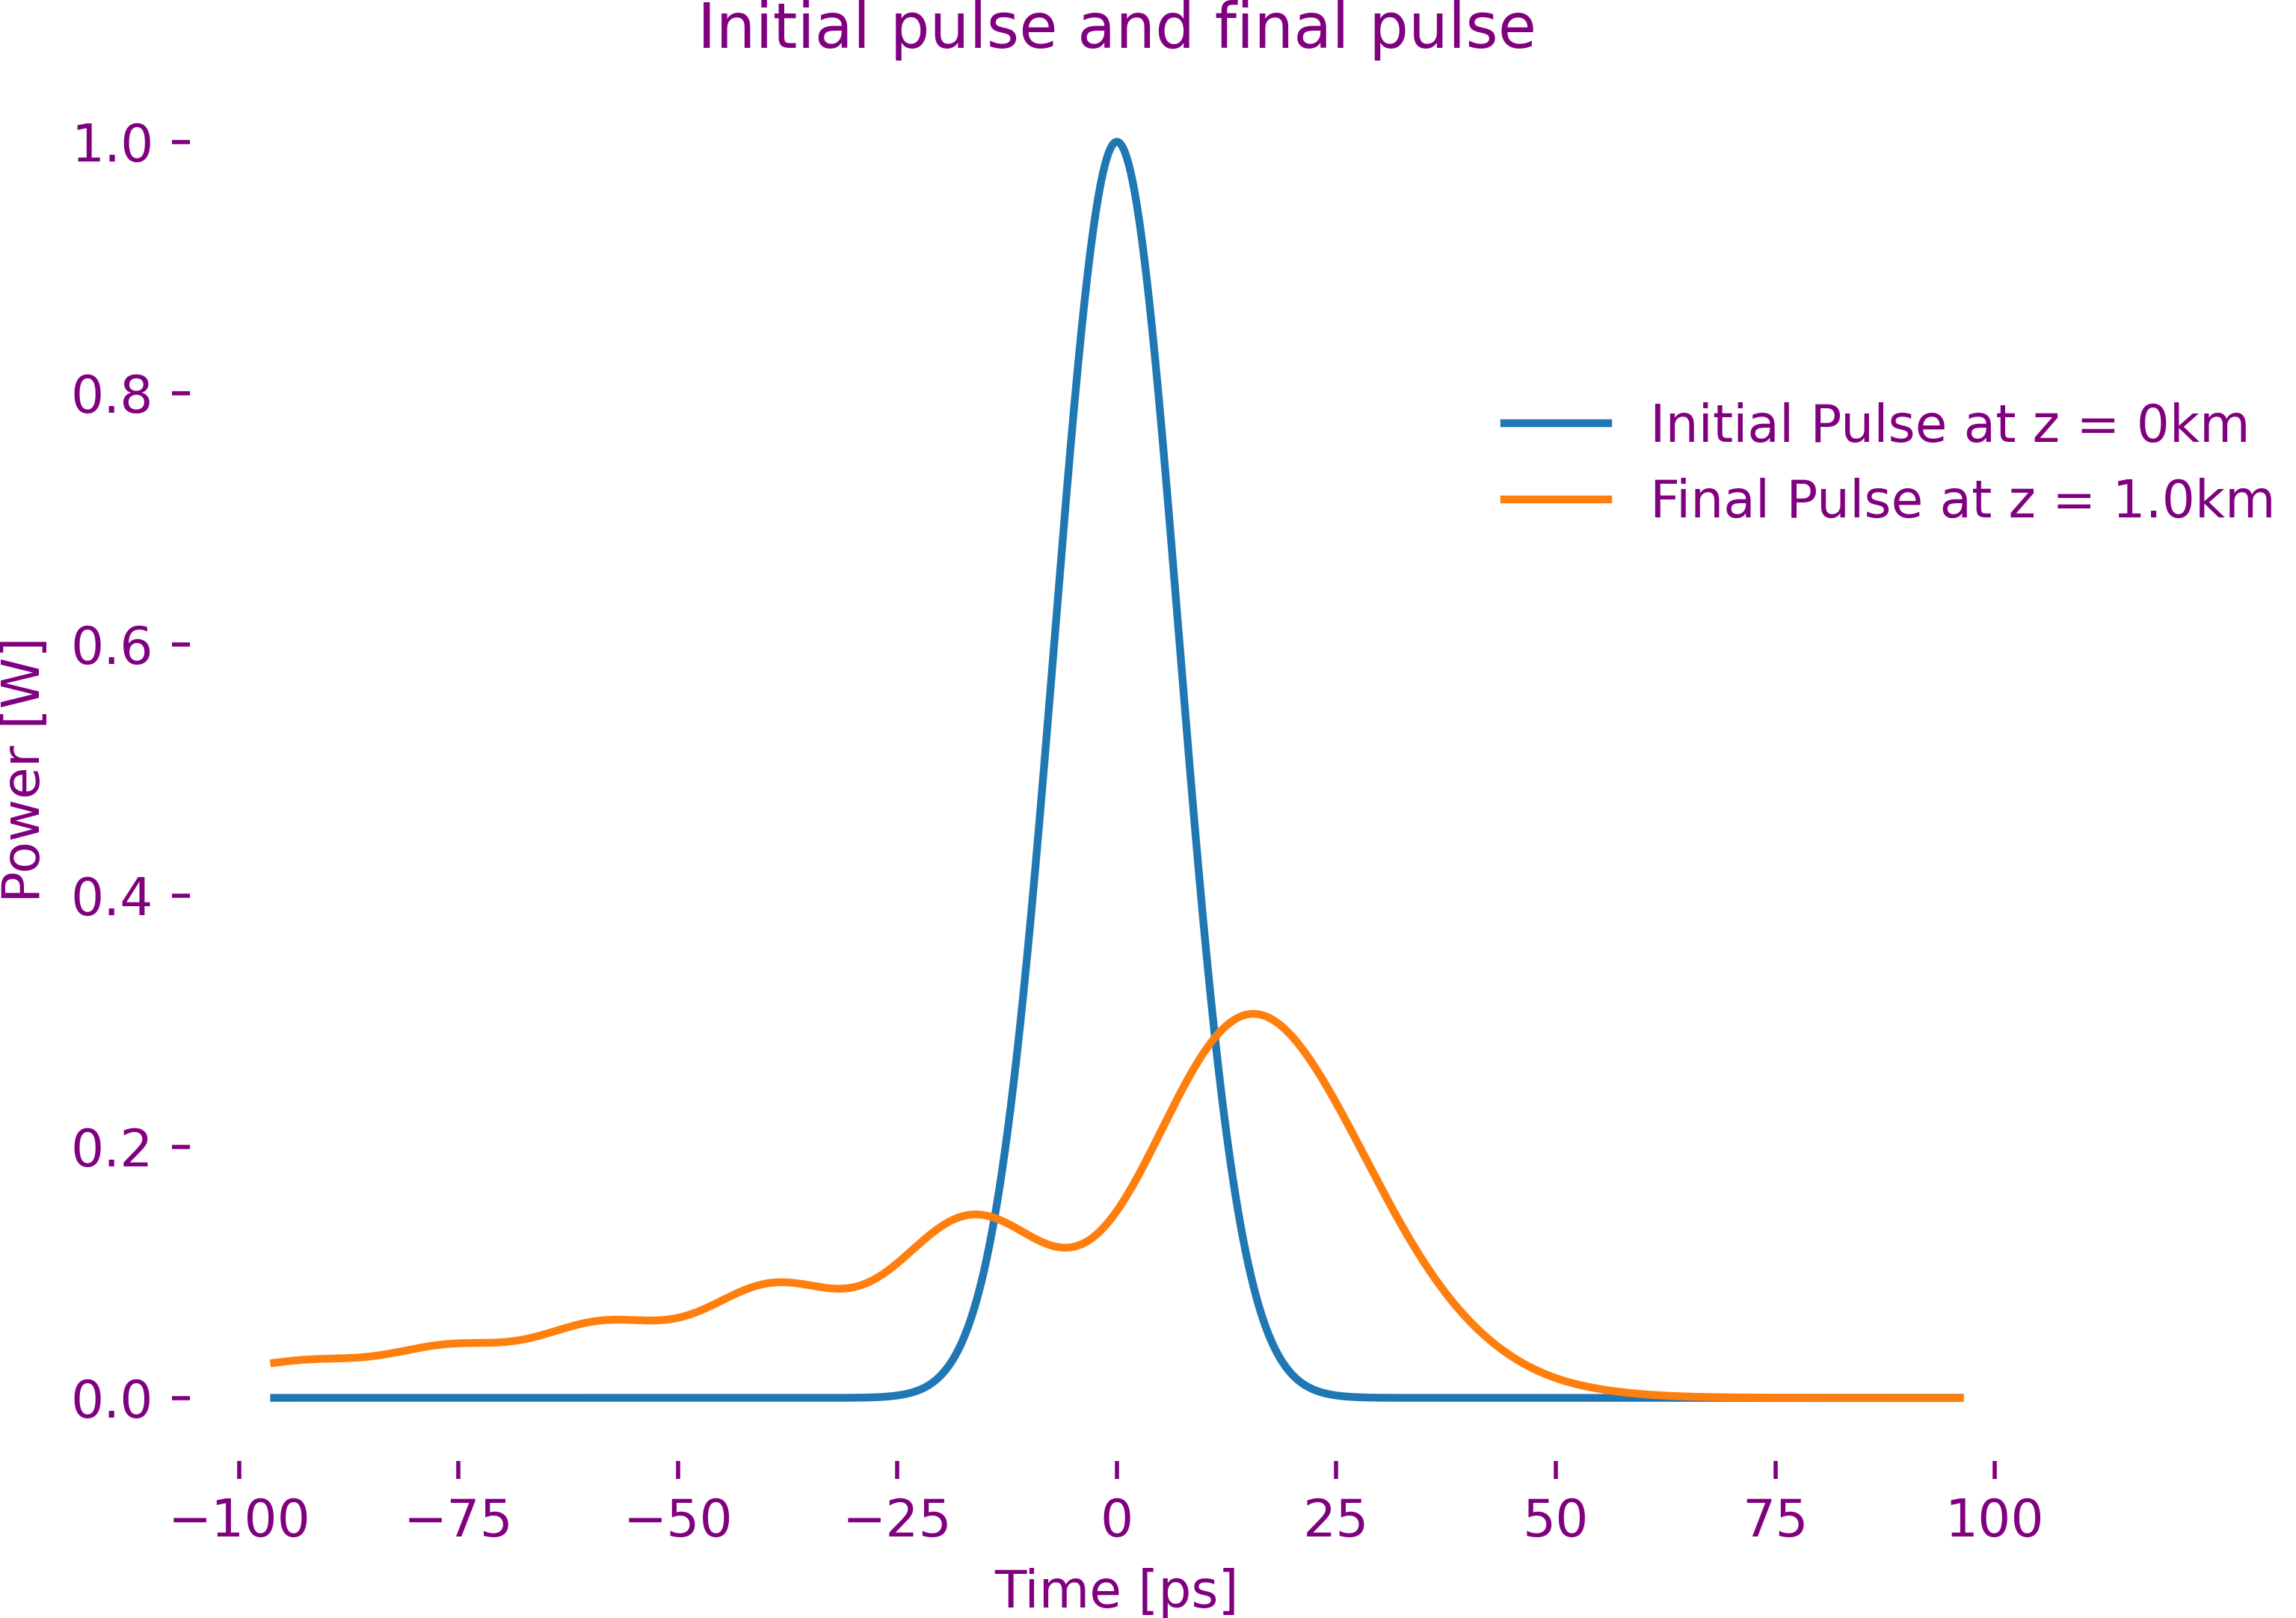 Initial pulse and final pulse
Power [W]
1.0
0.8
0.6
0.4
0.2
0.0
Initial Pulse at z = 0km
Final Pulse at z = 1.0km
−100 −75 −50 −25 0 25 50 75 100
Time [ps]